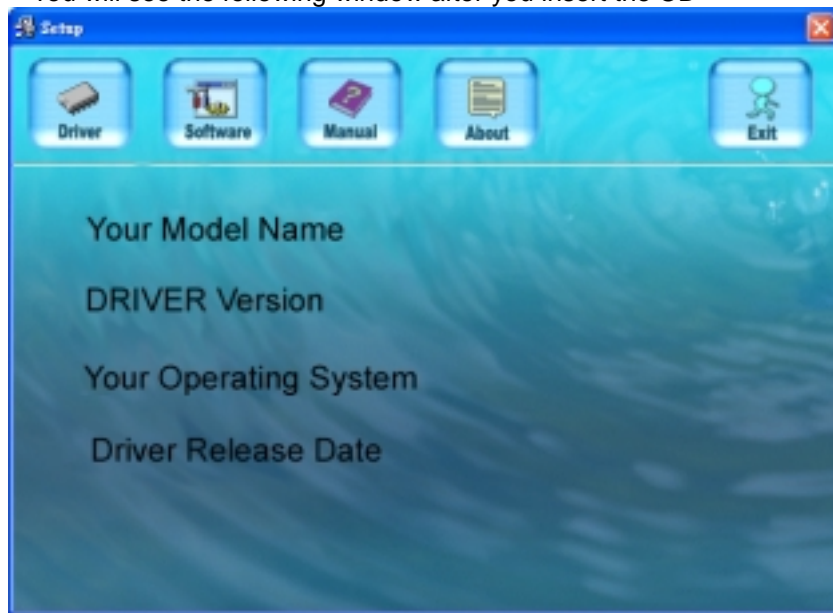 You will see the following window after you insert the CD
Setup
Driver Software Manual About Exit
Your Model Name
DRIVER Version
Your Operating System
Driver Release Date